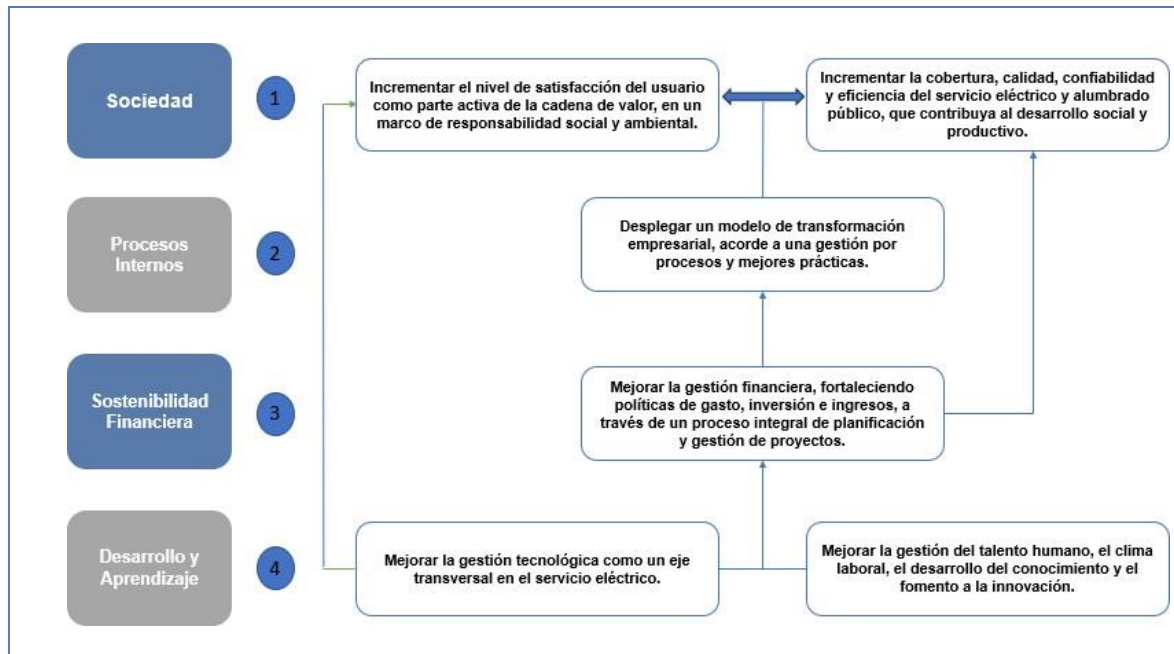 Sociedad
1
Incrementar el nivel de satisfacción del usuario
como parte activa de la cadena de valor, en un
marco de responsabilidad social y ambiental.
Incrementar la cobertura, calidad, confiabilidad
y eficiencia del servicio eléctrico y alumbrado
público, que contribuya al desarrollo social y
productivo.
Procesos
Internos
2
Desplegar un modelo de transformación
empresarial, acorde a una gestión por
procesos y mejores prácticas.
Sostenibilidad
Financiera
3
Mejorar la gestión financiera, fortaleciendo
políticas de gasto, inversión e ingresos, a
través de un proceso integral de planificación
y gestión de proyectos.
Desarrollo y
Aprendizaje
4
Mejorar la gestión tecnológica como un eje
transversal en el servicio eléctrico.
Mejorar la gestión del talento humano, el clima
laboral, el desarrollo del conocimiento y el
fomento a la innovación.